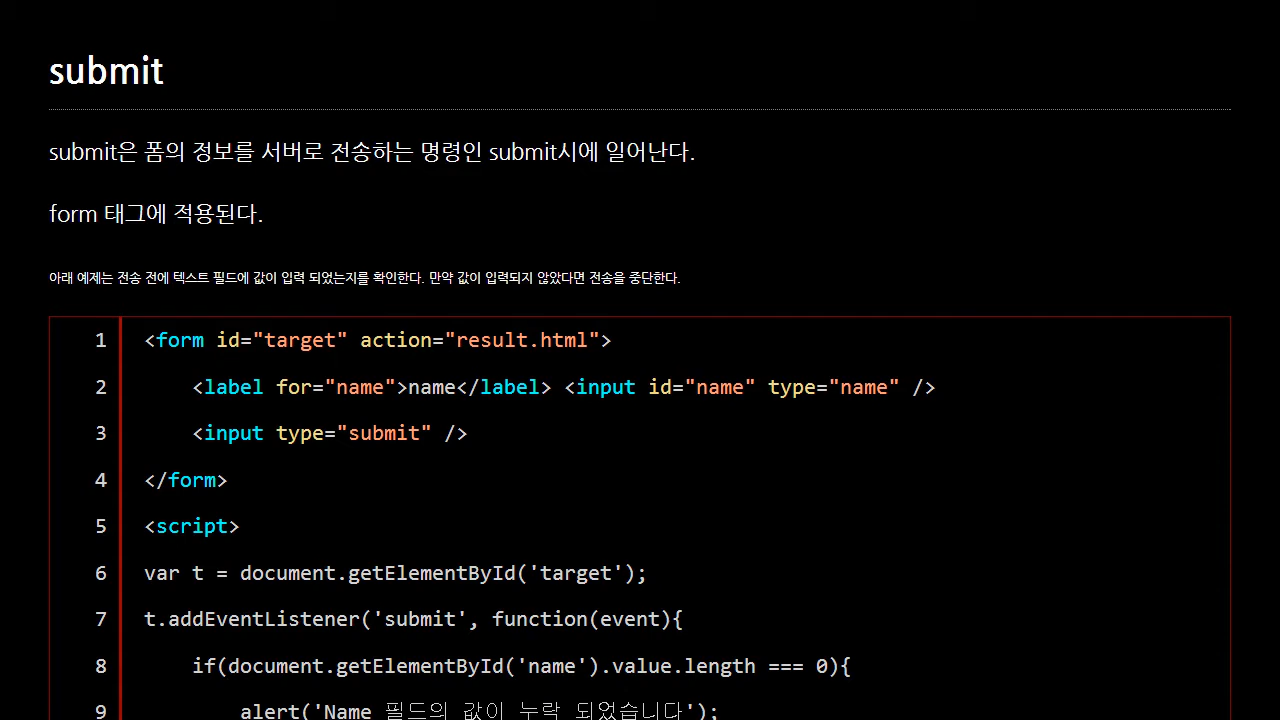 submit
submit은 폼의 정보를 서버로 전송하는 명령인 submit시에 일어난다.
form 태그에 적용된다.
아래 예제는 전송 전에 텍스트 필드에 값이 입력 되었는지를 확인한다. 만약 값이 입력되지 않았다면 전송을 중단한다.
1 <form id="target" action="result.html">
2 <label for="name">name</label> <input id="name" type="name" />
3 <input type="submit" />
4 </form>
5 <script>
6 var t = document.getElementById('target');
7 t.addEventListener('submit', function(event){
8 if(document.getElementById('name').value.length === 0){
9 alert('Name 필드의 값이 누락 되었습니다');